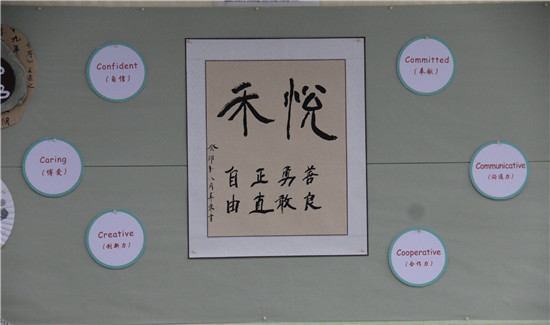 Confident
（自信）
Caring
（博爱）
Creative
（创新力）
悦禾
善良
勇敢
正直
自由
Committed
（奉献）
Communicative
（沟通力）
Cooperative
（合作力）